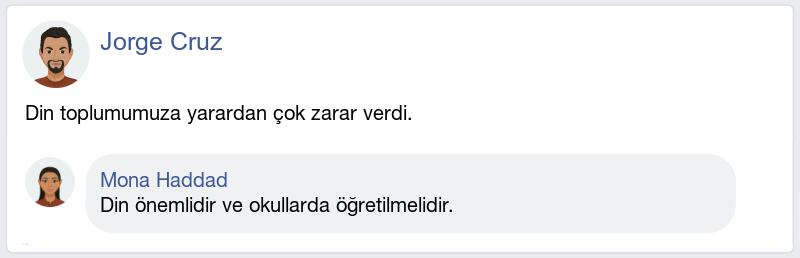 Jorge Cruz
Din toplumumuza yarardan çok zarar verdi.
Mona Haddad
Din önemlidir ve okullarda öğretilmelidir.